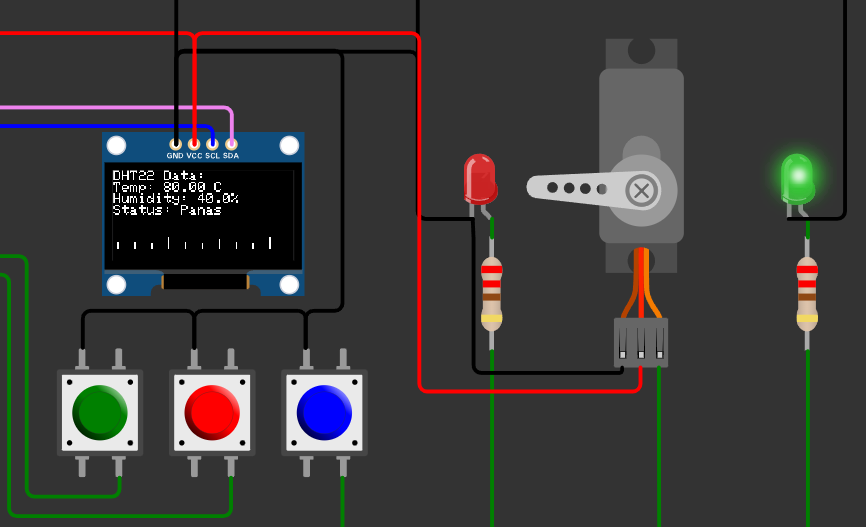 GND VCC SCL SDA
DHT22 Data:
Temp: 80.00 C
Humidity: 40.0%
Status: Panas